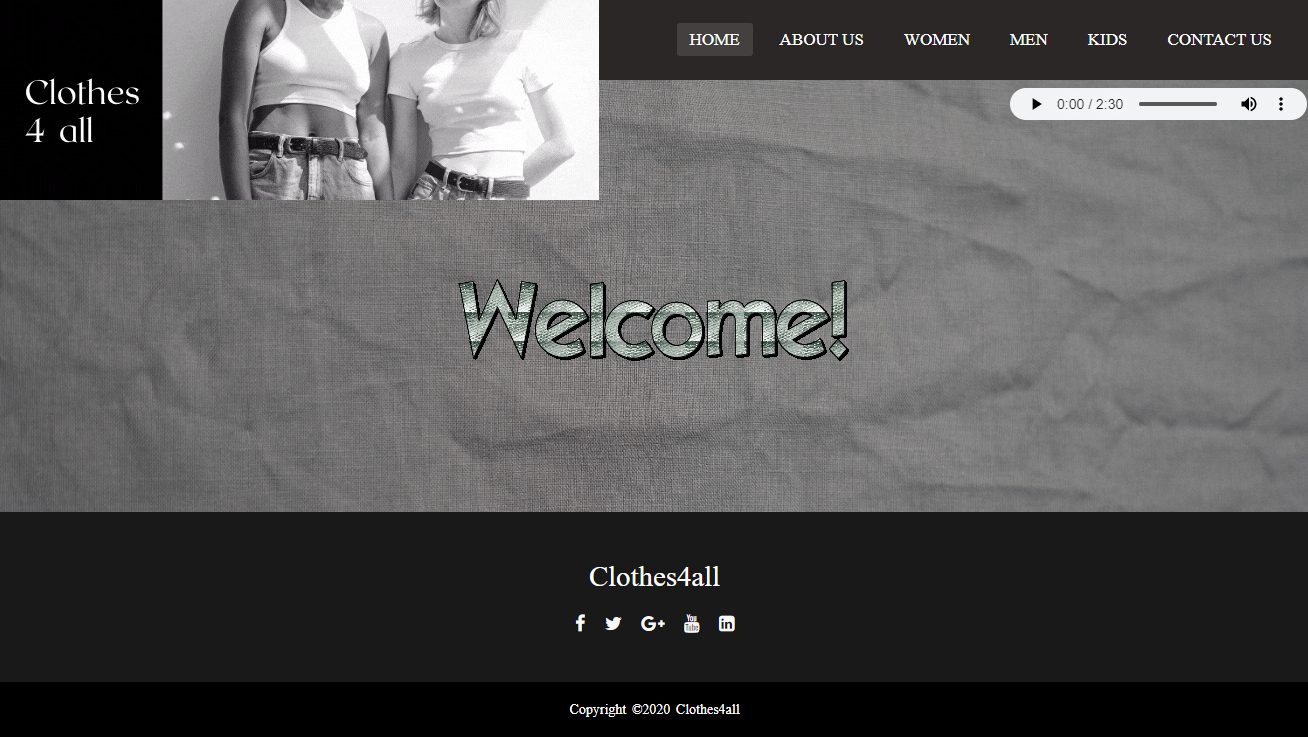 Clothes
4 all
HOME ABOUT US WOMEN MEN KIDS CONTACT US
0:00 / 2:30
Welcome!
Clothes4all
You
Tube
Copyright ©2020 Clothes4all